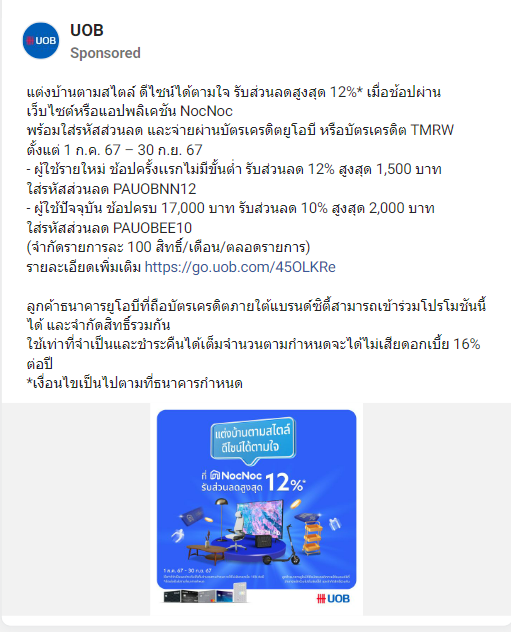 UOB
UOB
Sponsored
แต่งบ้านตามสไตล์ ดีไซน์ได้ตามใจ รับส่วนลดสูงสุด 12%* เมื่อช้อปผ่าน
เว็บไซต์หรือแอปพลิเคชัน NocNoc
พร้อมใส่รหัสส่วนลด และจ่ายผ่านบัตรเครดิตยูโอบี หรือบัตรเครดิต TMRW
ตั้งแต่ 1 ก.ค. 67 – 30 ก.ย. 67
- ผู้ใช้รายใหม่ ช้อปครั้งแรกไม่มีขั้นต่ำ รับส่วนลด 12% สูงสุด 1,500 บาท
ใส่รหัสส่วนลด PAUOBNN12
- ผู้ใช้ปัจจุบัน ช้อปครบ 17,000 บาท รับส่วนลด 10% สูงสุด 2,000 บาท
ใส่รหัสส่วนลด PAUOBEE10
(จำกัดรายการละ 100 สิทธิ์/เดือน/ตลอดรายการ)
รายละเอียดเพิ่มเติม https://go.uob.com/45OLKRe
ลูกค้าธนาคารยูโอบีที่ถือบัตรเครดิตภายใต้แบรนด์ซิตี้สามารถเข้าร่วมโปรโมชันนี้
ได้ และจำกัดสิทธิ์รวมกัน
ใช้เท่าที่จำเป็นและชำระคืนได้เต็มจำนวนตามกำหนดจะได้ไม่เสียดอกเบี้ย 16%
ต่อปี
*เงื่อนไขเป็นไปตามที่ธนาคารกำหนด
แต่งบ้านตามสไตล์
ดีไซน์ได้ตามใจ
ที่ NocNoc
รับส่วนลดสูงสุด 12%*
1 ก.ค. 67 - 30 ก.ย. 67
UOB